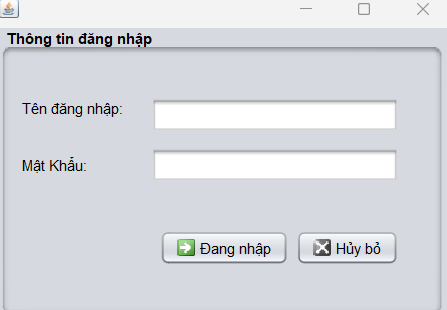 Thông tin đăng nhập
Tên đăng nhập:
Mật Khẩu:
Đang nhập Hủy bỏ